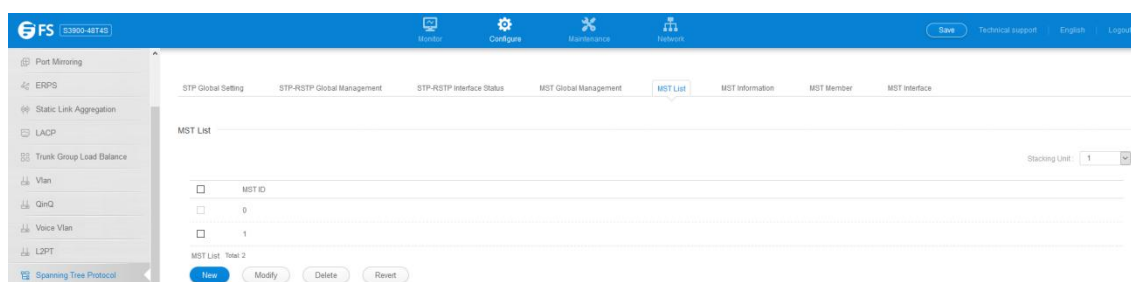 FS S3900-48T4S
Monitor Configure Maintenance Network
Save Technical support English Logout
Port Mirroring
ERPS
Static Link Aggregation
LACP
Trunk Group Load Balance
Vlan
QinQ
Voice Vlan
L2PT
Spanning Tree Protocol
STP Global Setting STP-RSTP Global Management STP-RSTP Interface Status MST Global Management MST List MST Information MST Member MST Interface
MST List
Stacking Unit : 1
MST ID
0
1
MST List Total: 2
New Modify Delete Revert